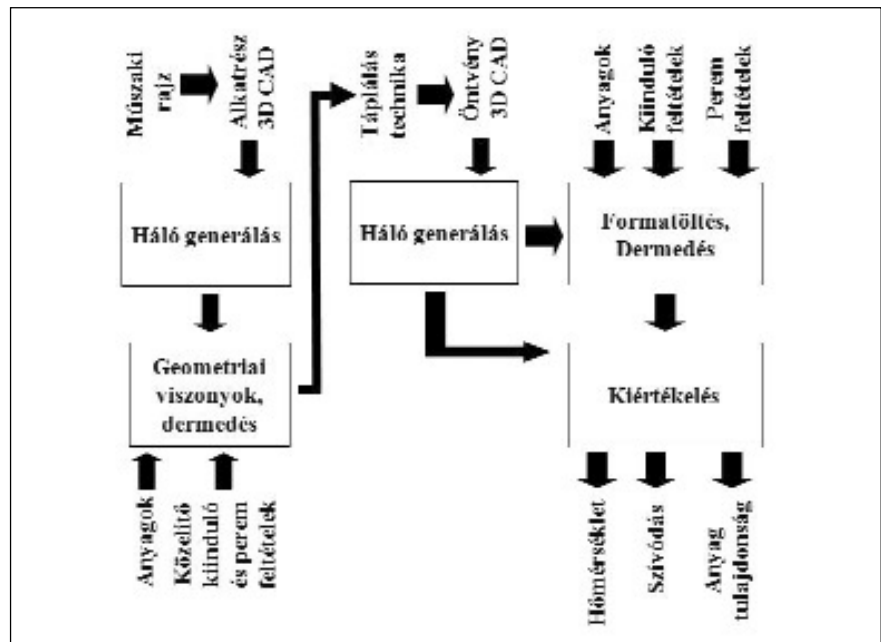 Műszaki
rajz
Alkatrész
3D CAD
Háló generálás
Geometriai
viszonyok,
dermedés
Anyagok
Közelítő
kiinduló
és perem
feltételek
Táplálás
technika
Öntvény
3D CAD
Háló generálás
Anyagok
Kiinduló
feltételek
Perem
feltételek
Formatöltés,
Dermedés
Kiértékelés
Hőmérséklet
Szívódás
Anyag
tulajdonság